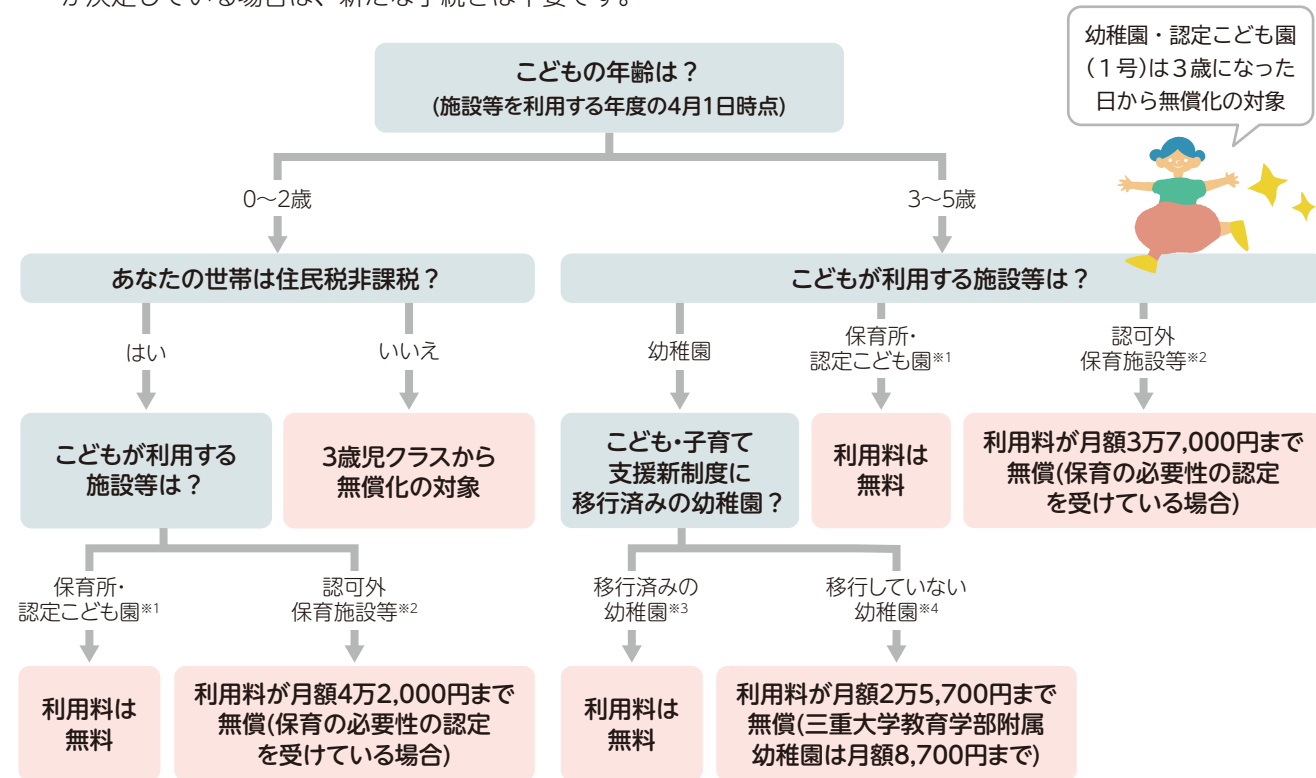 が決定している場合は、新たな手続きは不要です。
幼稚園・認定こども園
(1号)は3歳になった
日から無償化の対象
こどもの年齢は?
(施設等を利用する年度の4月1日時点)
0〜2歳
3〜5歳
あなたの世帯は住民税非課税?
こどもが利用する施設等は?
はい
いいえ
幼稚園
保育所・
認定こども園※1
認可外
保育施設等※2
こどもが利用する
施設等は?
3歳児クラスから
無償化の対象
こども・子育て
支援新制度に
移行済みの幼稚園?
利用料は
無料
利用料が月額3万7,000円まで
無償(保育の必要性の認定
を受けている場合)
保育所・
認定こども園※1
認可外
保育施設等※2
移行済みの
幼稚園※3
移行していない
幼稚園※4
利用料は
無料
利用料が月額4万2,000円まで
無償(保育の必要性の認定
を受けている場合)
利用料は
無料
利用料が月額2万5,700円まで
無償(三重大学教育学部附属
幼稚園は月額8,700円まで)